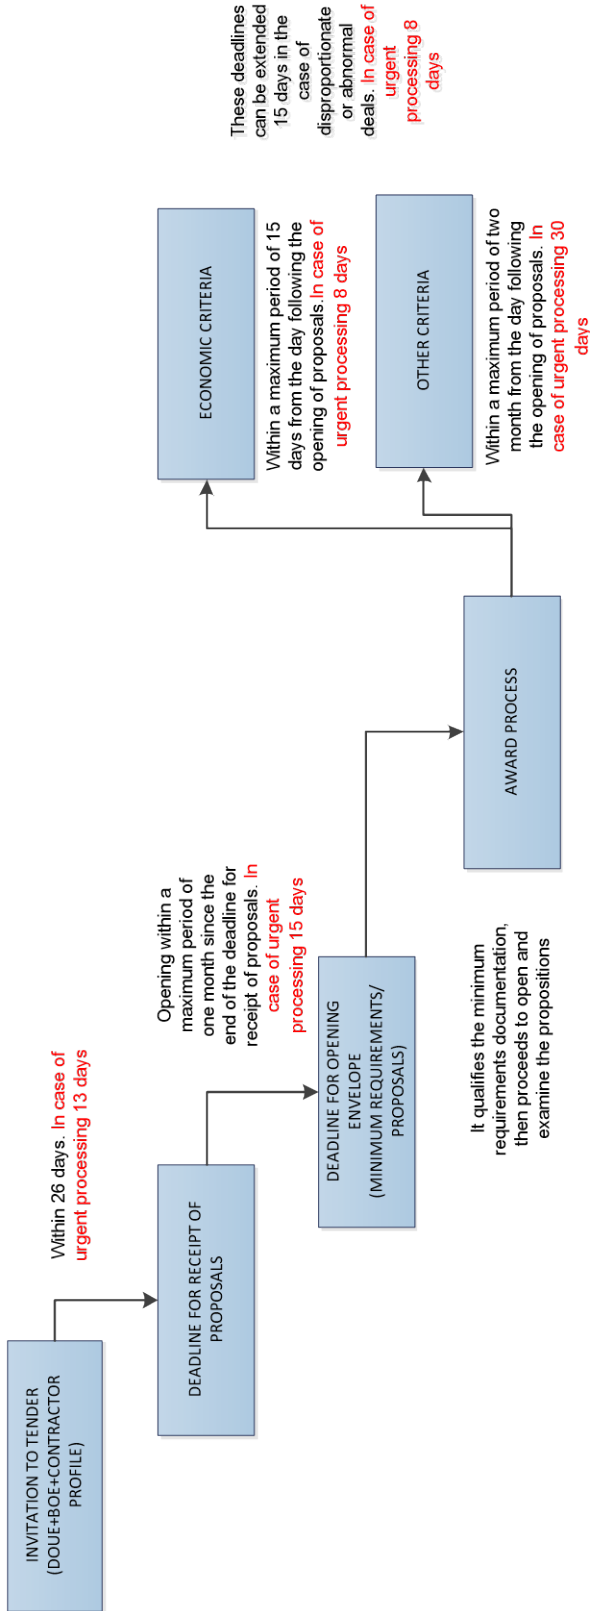 INVITATION TO TENDER
(DOUE+BOE+CONTRACTOR
PROFILE)
Within 26 days. In case of
urgent processing 13 days
DEADLINE FOR RECEIPT OF
PROPOSALS
Opening within a
maximum period of
one month since the
end of the deadline for
receipt of proposals. In
case of urgent
processing 15 days
DEADLINE FOR OPENING
ENVELOPE
(MINIMUM REQUIREMENTS/
PROPOSALS)
It qualifies the minimum
requirements documentation,
then proceeds to open and
examine the propositions
AWARD PROCESS
ECONOMIC CRITERIA
Within a maximum period of 15
days from the day following the
opening of proposals.In case of
urgent processing 8 days
OTHER CRITERIA
Within a maximum period of two
month from the day following
the opening of proposals. In
case of urgent processing 30
days
These deadlines
can be extended
15 days in the
case of
disproportionate
or abnormal
deals. In case of
urgent
processing 8
days